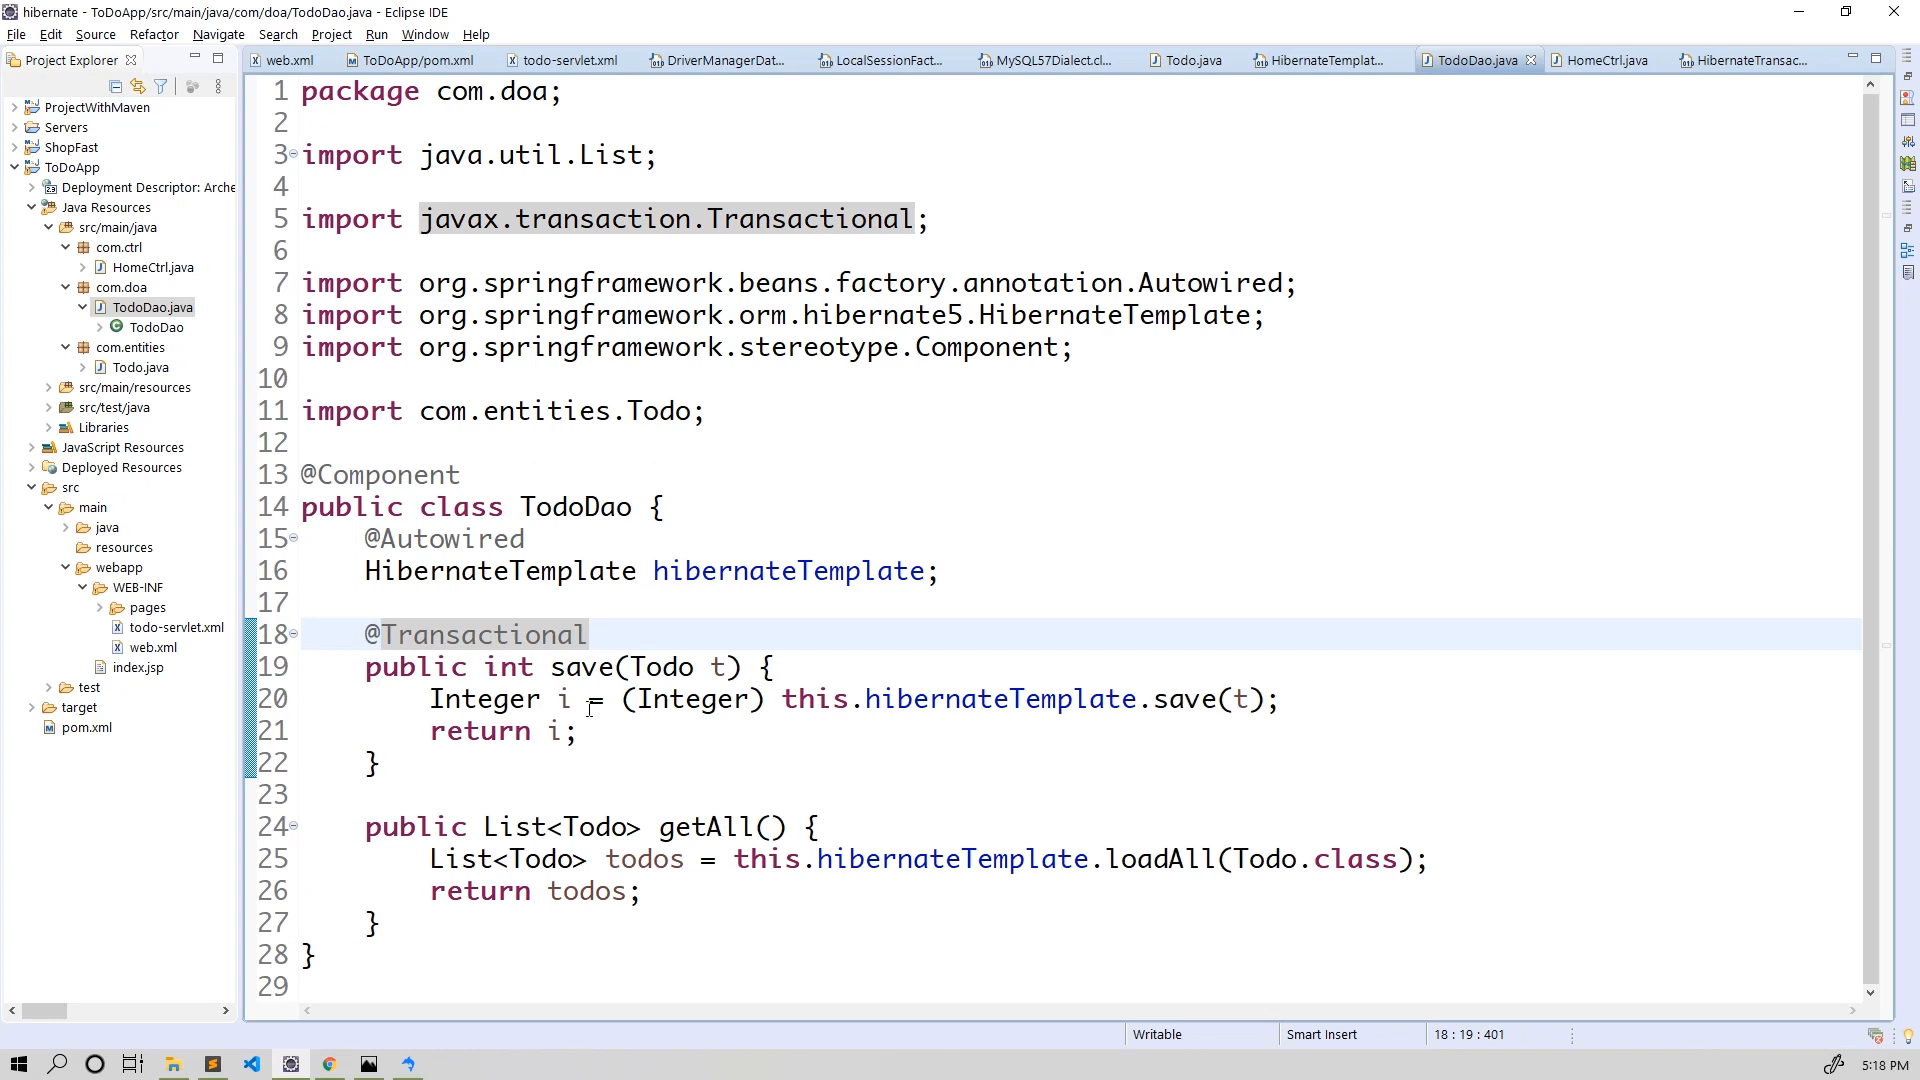 hibernate - ToDoApp/src/main/java/com/doa/TodoDao.java - Eclipse IDE
File Edit Source Refactor Navigate Search Project Run Window Help
Project Explorer
web.xml ToDoApp/pom.xml todo-servlet.xml DriverManagerDat... LocalSessionFact... MySQL57Dialect.cl... Todo.java HibernateTemplat... TodoDao.java HomeCtrl.java HibernateTransac...
ProjectWithMaven
Servers
ShopFast
ToDoApp
Deployment Descriptor: Arche
Java Resources
src/main/java
com.ctrl
HomeCtrl.java
com.doa
TodoDao.java
TodoDao
com.entities
Todo.java
src/main/resources
src/test/java
Libraries
JavaScript Resources
Deployed Resources
src
main
java
resources
webapp
WEB-INF
pages
todo-servlet.xml
web.xml
index.jsp
test
target
pom.xml
1 package com.doa;
2
3 import java.util.List;
4
5 import javax.transaction.Transactional;
6
7 import org.springframework.beans.factory.annotation.Autowired;
8 import org.springframework.orm.hibernate5.HibernateTemplate;
9 import org.springframework.stereotype.Component;
10
11 import com.entities.Todo;
12
13 @Component
14 public class TodoDao {
15 @Autowired
16 HibernateTemplate hibernateTemplate;
17
18 @Transactional
19 public int save(Todo t) {
20 Integer i = (Integer) this.hibernateTemplate.save(t);
21 return i;
22 }
23
24 public List<Todo> getAll() {
25 List<Todo> todos = this.hibernateTemplate.loadAll(Todo.class);
26 return todos;
27 }
28 }
29
Writable Smart Insert 18 : 19 : 401
5:18 PM